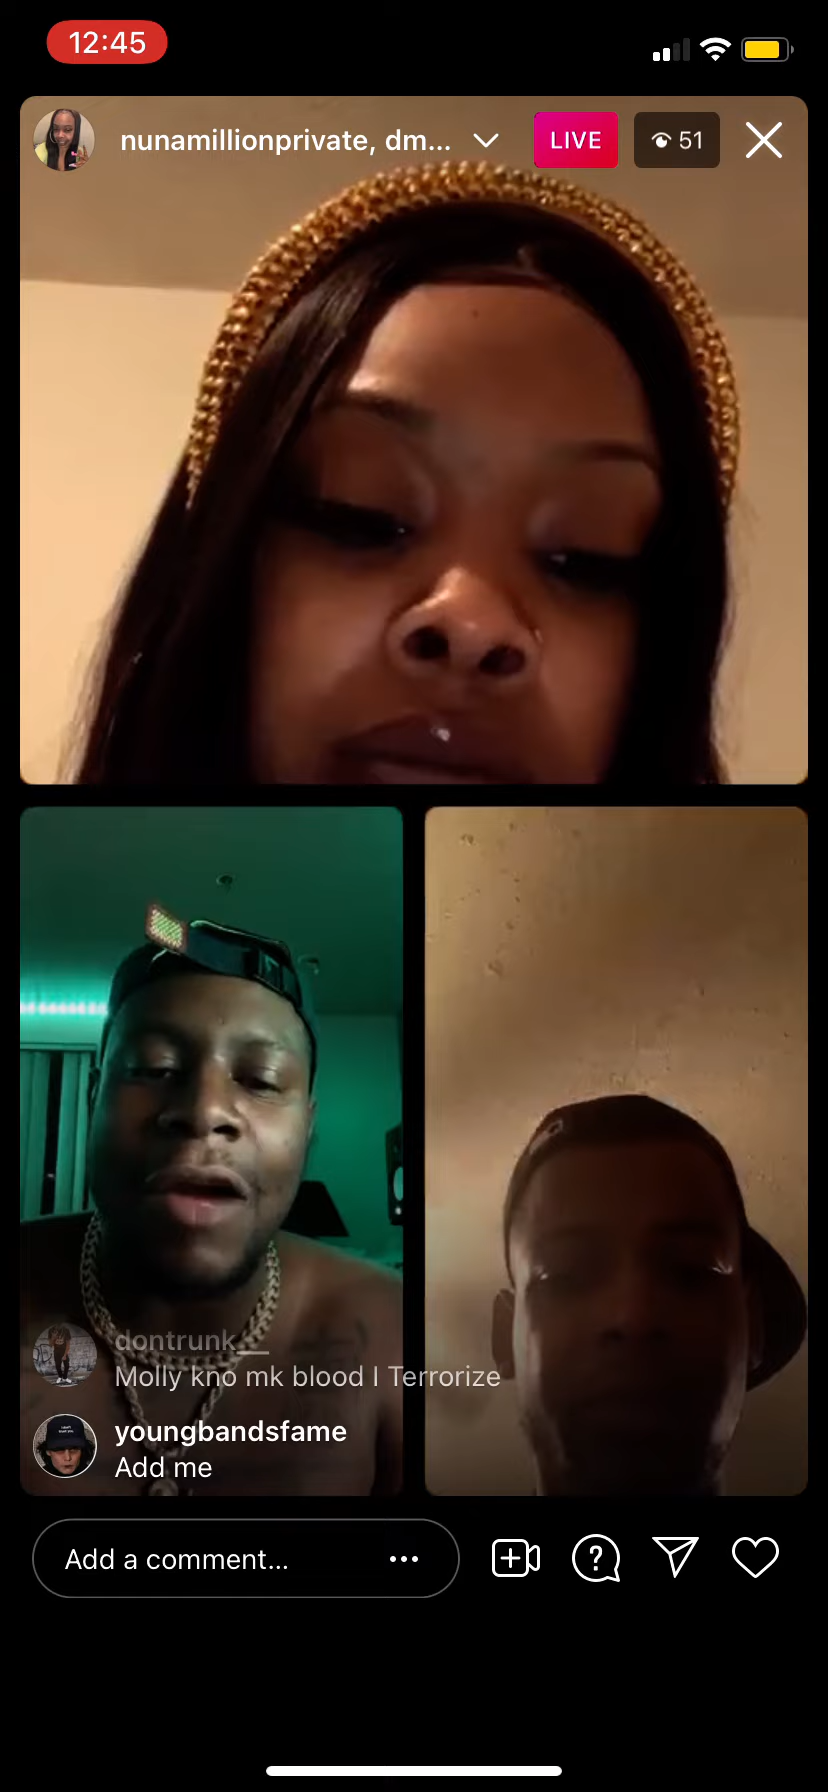 12:45
nunamillionprivate, dm...
LIVE
51
dontrunk__
Molly kno mk blood I Terrorize
youngbandsfame
Add me
Add a comment...